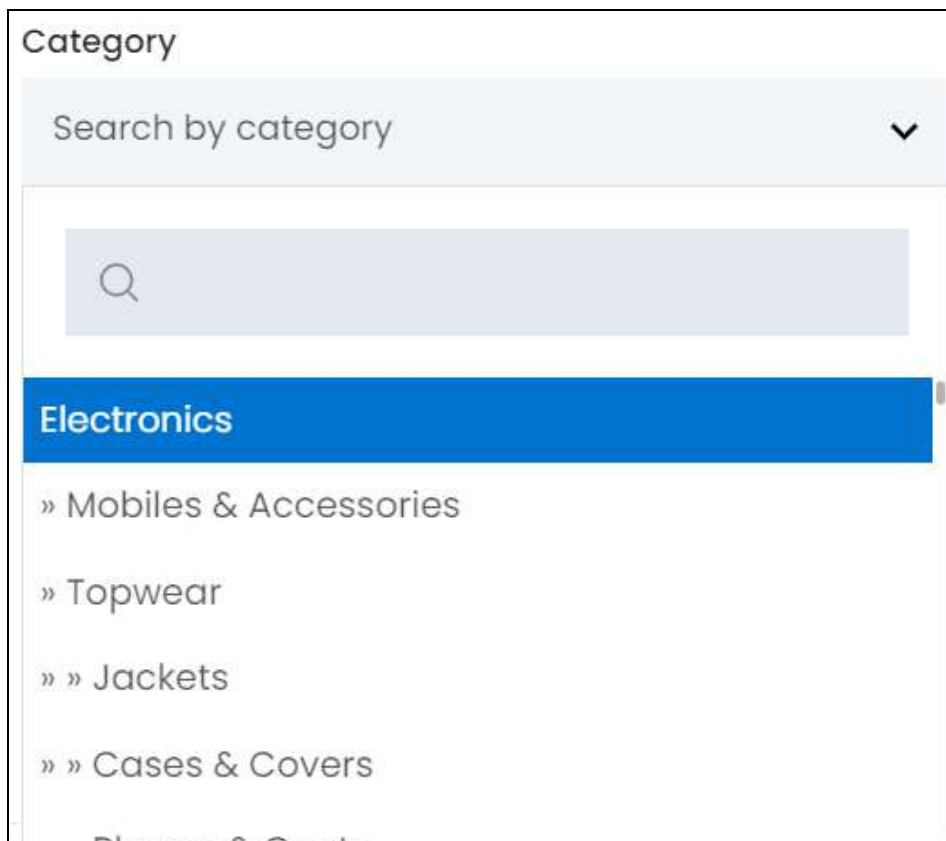 Category
Search by category
Electronics
» Mobiles & Accessories
» Topwear
» » Jackets
» » Cases & Covers